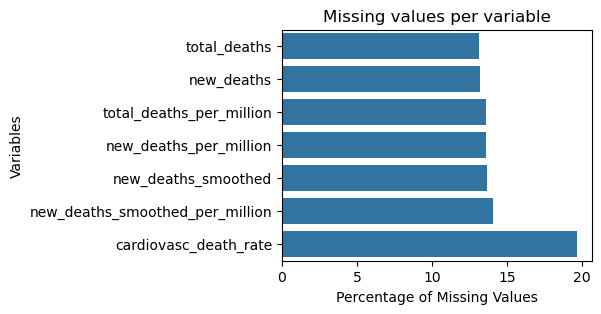 Missing values per variable
Variables
total_deaths
new_deaths
total_deaths_per_million
new_deaths_per_million
new_deaths_smoothed
new_deaths_smoothed_per_million
cardiovasc_death_rate
0 5 10 15 20
Percentage of Missing Values